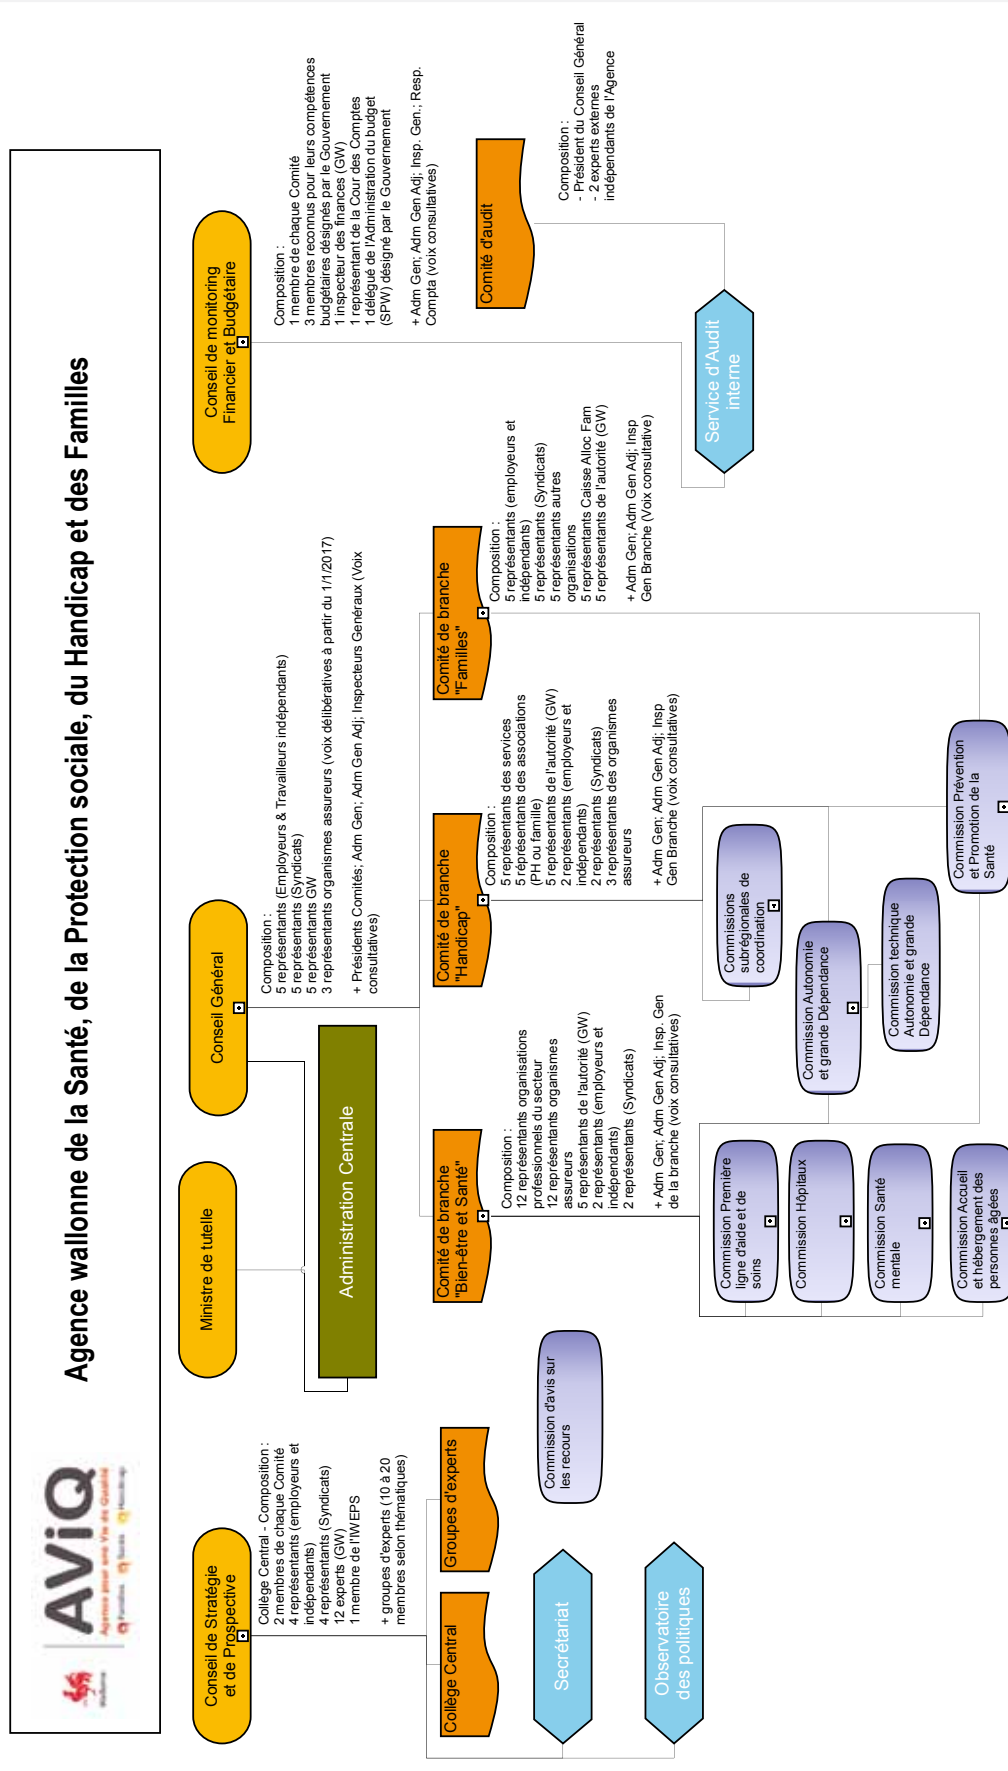 Agence wallonne de la Santé, de la Protection sociale, du Handicap et des Familles
Wallonie
AViQ
Agence pour une Vie de Qualité
Familles Santé Handicap
Conseil de Stratégie
et de Prospective
Collège Central - Composition :
2 membres de chaque Comité
4 représentants (employeurs et
indépendants)
4 représentants (Syndicats)
12 experts (GW)
1 membre de l'IWEPS
+ groupes d'experts (10 à 20
membres selon thématiques)
Collège Central
Groupes d'experts
Secrétariat
Observatoire
des politiques
Commission d'avis sur
les recours
Ministre de tutelle
Administration Centrale
Conseil Général
Composition :
5 représentants (Employeurs & Travailleurs indépendants)
5 représentants (Syndicats)
5 représentants GW
3 représentants organismes assureurs (voix délibératives à partir du 1/1/2017)
+ Présidents Comités; Adm Gen; Adm Gen Adj; Inspecteurs Généraux (Voix
consultatives)
Comité de branche
"Bien-être et Santé"
Composition :
12 représentants organisations
professionnels du secteur
12 représentants organismes
assureurs
5 représentants de l'autorité (GW)
2 représentants (employeurs et
indépendants)
2 représentants (Syndicats)
+ Adm Gen; Adm Gen Adj; Insp. Gen
de la branche (voix consultatives)
Commission Première
ligne d'aide et de
soins
Commission Hôpitaux
Commission Santé
mentale
Commission Accueil
et hébergement des
personnes âgées
Comité de branche
"Handicap"
Composition :
5 représentants des services
5 représentants des associations
(PH ou famille)
5 représentants de l'autorité (GW)
2 représentants (employeurs et
indépendants)
2 représentants (Syndicats)
3 représentants des organismes
assureurs
+ Adm Gen; Adm Gen Adj; Insp
Gen Branche (voix consultatives)
Commissions
subrégionales de
coordination
Commission Autonomie
et grande Dépendance
Commission technique
Autonomie et grande
Dépendance
Comité de branche
"Familles"
Composition :
5 représentants (employeurs et
indépendants)
5 représentants (Syndicats)
5 représentants autres
organisations
5 représentants Caisse Alloc Fam
5 représentants de l'autorité (GW)
+ Adm Gen; Adm Gen Adj; Insp
Gen Branche (Voix consultative)
Commission Prévention
et Promotion de la
Santé
Conseil de monitoring
Financier et Budgétaire
Composition :
1 membre de chaque Comité
3 membres reconnus pour leurs compétences
budgétaires désignés par le Gouvernement
1 inspecteur des finances (GW)
1 représentant de la Cour des Comptes
1 délégué de l'Administration du budget
(SPW) désigné par le Gouvernement
+ Adm Gen; Adm Gen Adj; Insp. Gen.; Resp.
Compta (voix consultatives)
Comité d'audit
Composition :
- Président du Conseil Général
- 2 experts externes
indépendants de l'Agence
Service d'Audit
interne